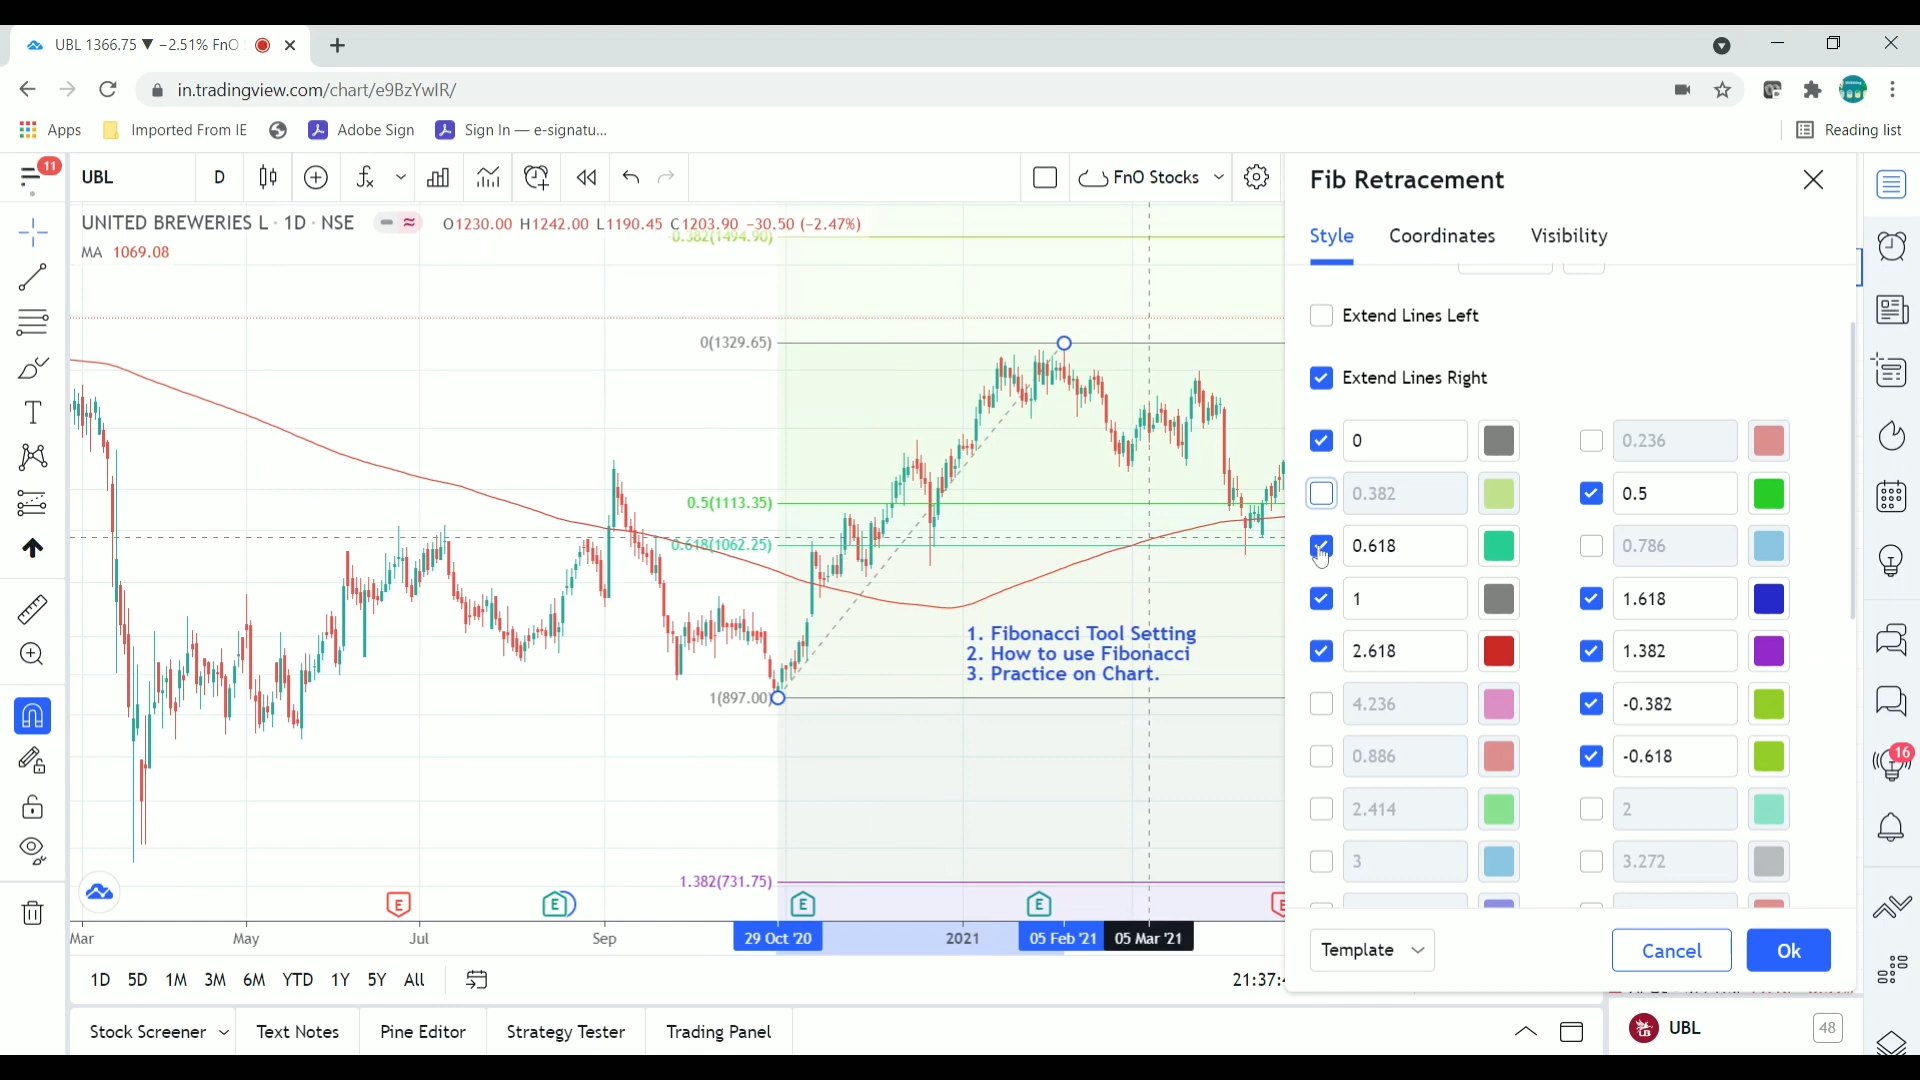 UBL 1366.75 ▼ −2.51% FnO
in.tradingview.com/chart/e9BzYwIR/
Apps Imported From IE Adobe Sign Sign In — e-signatu... Reading list
11
UBL D FnO Stocks
UNITED BREWERIES L · 1D · NSE O1230.00 H1242.00 L1190.45 C1203.90 −30.50 (−2.47%)
MA 1069.08
0.382(1494.90)
0(1329.65)
0.5(1113.35)
0.618(1062.25)
1. Fibonacci Tool Setting
2. How to use Fibonacci
3. Practice on Chart.
1(897.00)
1.382(731.75)
E E E E E
Mar May Jul Sep 29 Oct '20 2021 05 Feb '21 05 Mar '21
1D 5D 1M 3M 6M YTD 1Y 5Y All
21:37:
Stock Screener Text Notes Pine Editor Strategy Tester Trading Panel
Fib Retracement
Style Coordinates Visibility
Extend Lines Left
Extend Lines Right
0 0.236
0.382 0.5
0.618 0.786
1 1.618
2.618 1.382
4.236 -0.382
0.886 -0.618
2.414 2
3 3.272
Template Cancel Ok
16
UBL 48